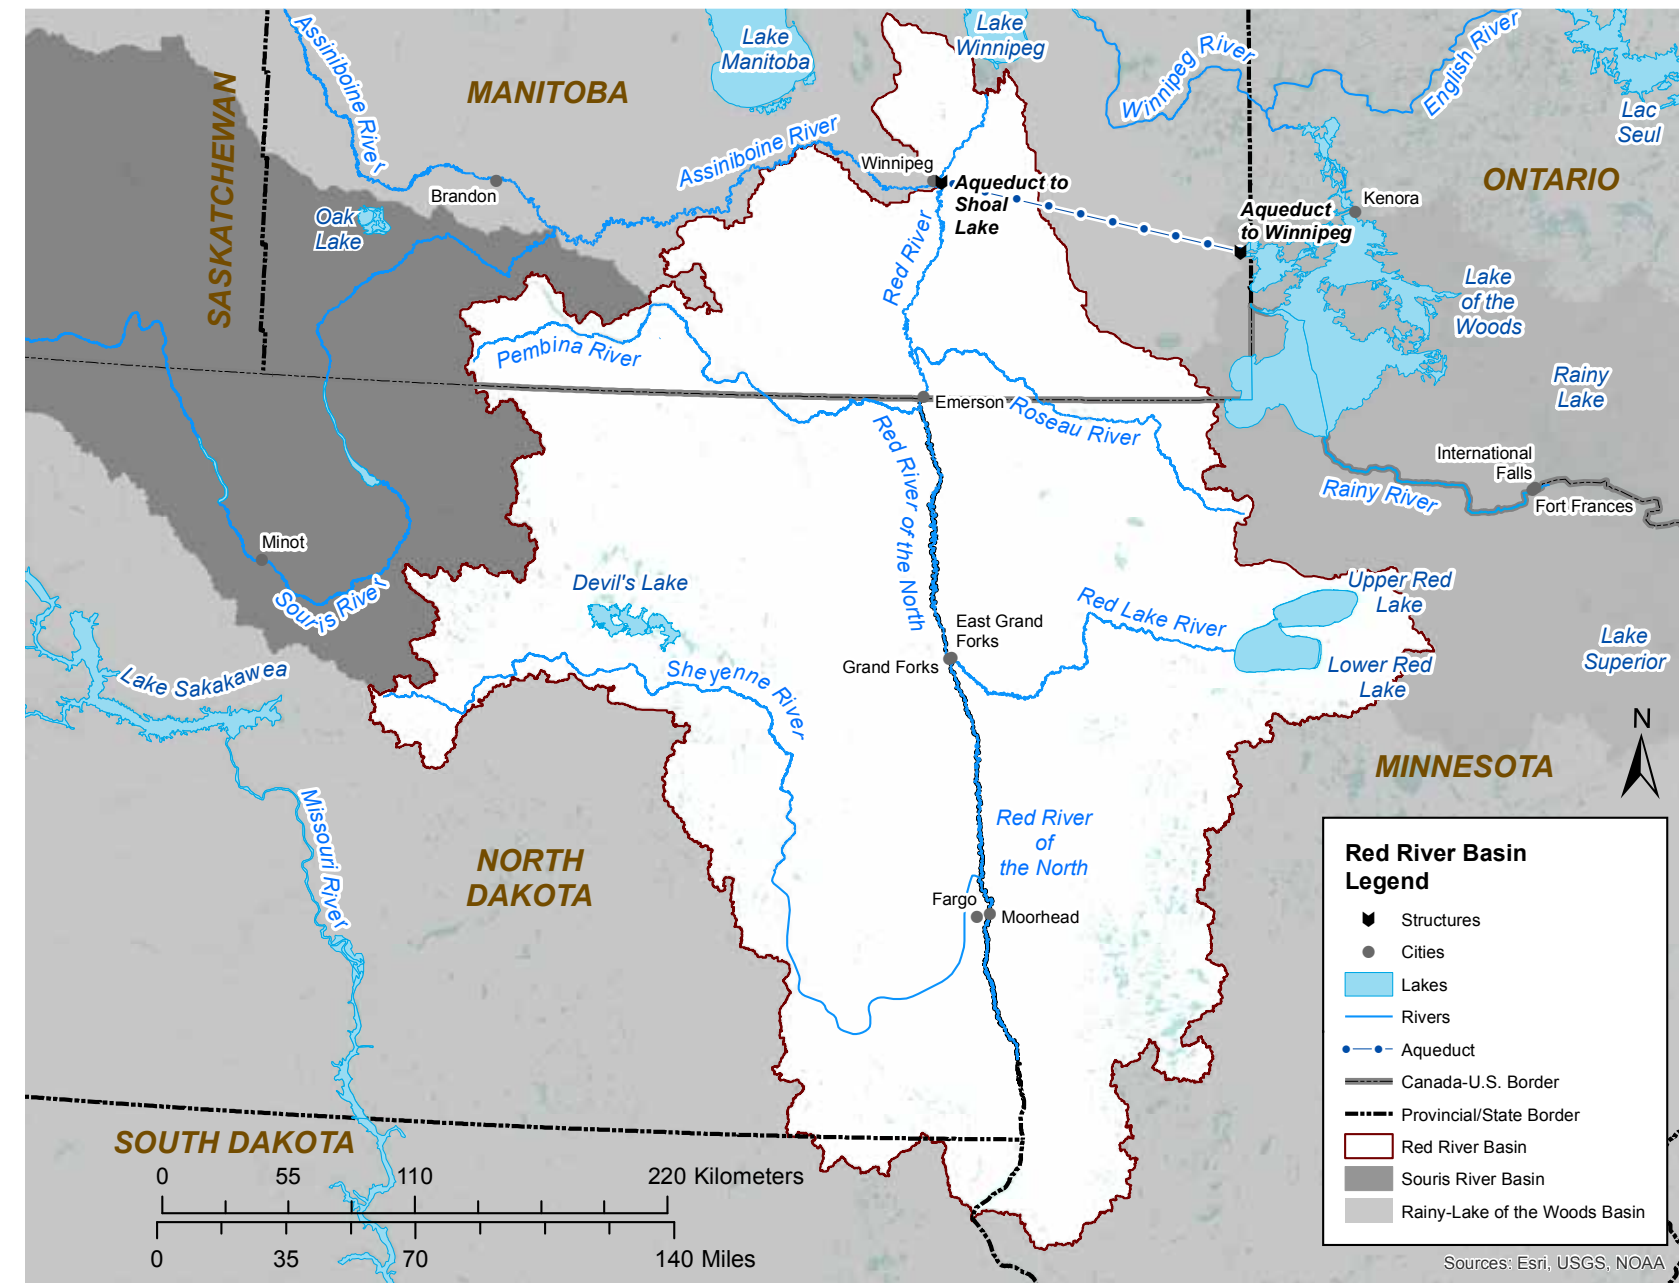 Assiniboine River
Lake
Manitoba
Lake
Winnipeg
Winnipeg River
English River
Lac
Seul
MANITOBA
SASKATCHEWAN
Assiniboine River
Winnipeg
Brandon
Oak
Lake
Aqueduct to
Shoal
Lake
ONTARIO
Kenora
Aqueduct
to Winnipeg
Red River
Lake
of the
Woods
Pembina River
Rainy
Lake
Emerson
Roseau River
Red River of the North
International
Falls
Rainy River
Fort Frances
Minot
Souris River
Devil's Lake
Upper Red
Lake
Red Lake River
East Grand
Forks
Grand Forks
Lower Red
Lake
Lake
Superior
Lake Sakakawea
Sheyenne River
N
MINNESOTA
Missouri River
Red River
of
the North
NORTH
DAKOTA
Fargo
Moorhead
Red River Basin
Legend
Structures
Cities
Lakes
Rivers
Aqueduct
Canada-U.S. Border
Provincial/State Border
Red River Basin
Souris River Basin
Rainy-Lake of the Woods Basin
SOUTH DAKOTA
0 55 110 220 Kilometers
0 35 70 140 Miles
Sources: Esri, USGS, NOAA